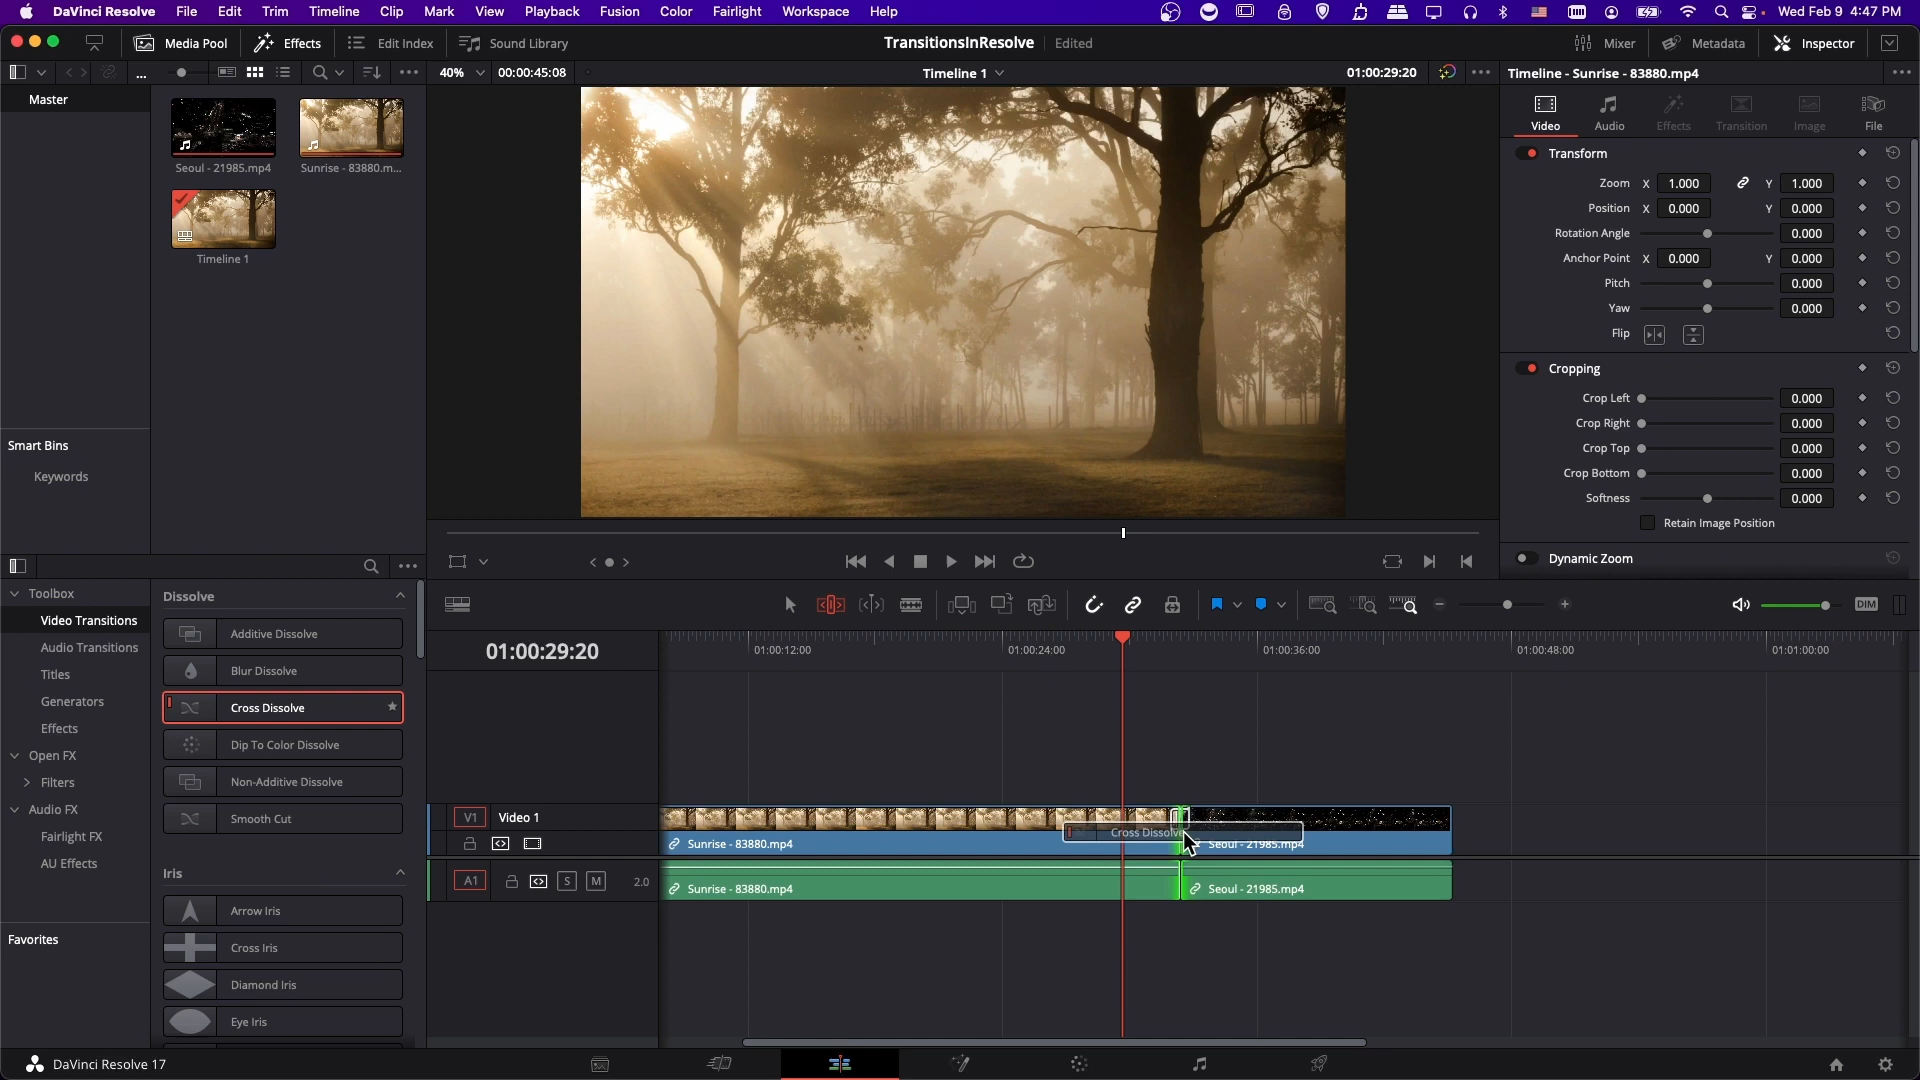 DaVinci Resolve File Edit Trim Timeline Clip Mark View Playback Fusion Color Fairlight Workspace Help Wed Feb 9 4:47 PM
Media Pool Effects Edit Index Sound Library TransitionsInResolve Edited Mixer Metadata Inspector
... 40% 00:00:45:08 Timeline 1 01:00:29:20 Timeline - Sunrise - 83880.mp4
Master
Seoul - 21985.mp4 Sunrise - 83880.m...
Timeline 1
Smart Bins
Keywords
Video Audio Effects Transition Image File
Transform
Zoom X 1.000 Y 1.000
Position X 0.000 Y 0.000
Rotation Angle 0.000
Anchor Point X 0.000 Y 0.000
Pitch 0.000
Yaw 0.000
Flip
Cropping
Crop Left 0.000
Crop Right 0.000
Crop Top 0.000
Crop Bottom 0.000
Softness 0.000
Retain Image Position
Dynamic Zoom
Toolbox
Video Transitions
Audio Transitions
Titles
Generators
Effects
Open FX
Filters
Audio FX
Fairlight FX
AU Effects
Favorites
Dissolve
Additive Dissolve
Blur Dissolve
Cross Dissolve
Dip To Color Dissolve
Non-Additive Dissolve
Smooth Cut
Iris
Arrow Iris
Cross Iris
Diamond Iris
Eye Iris
DIM
01:00:29:20 01:00:12:00 01:00:24:00 01:00:36:00 01:00:48:00 01:01:00:00
V1 Video 1
Cross Dissolve
Sunrise - 83880.mp4 Seoul - 21985.mp4
A1 S M 2.0 Sunrise - 83880.mp4 Seoul - 21985.mp4
DaVinci Resolve 17